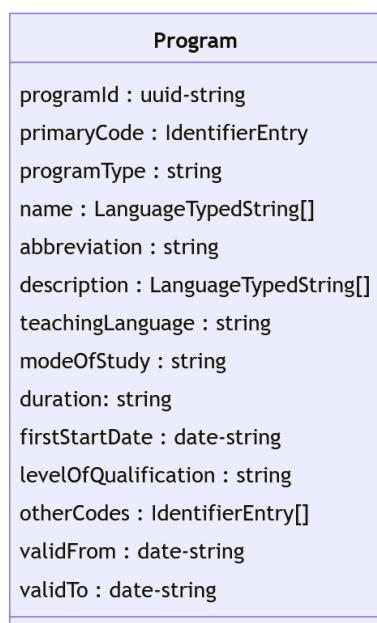 Program
programId : uuid-string
primaryCode : IdentifierEntry
programType : string
name : LanguageTypedString[]
abbreviation : string
description : LanguageTypedString[]
teachingLanguage : string
modeOfStudy : string
duration: string
firstStartDate : date-string
levelOfQualification : string
otherCodes : IdentifierEntry[]
validFrom : date-string
validTo : date-string